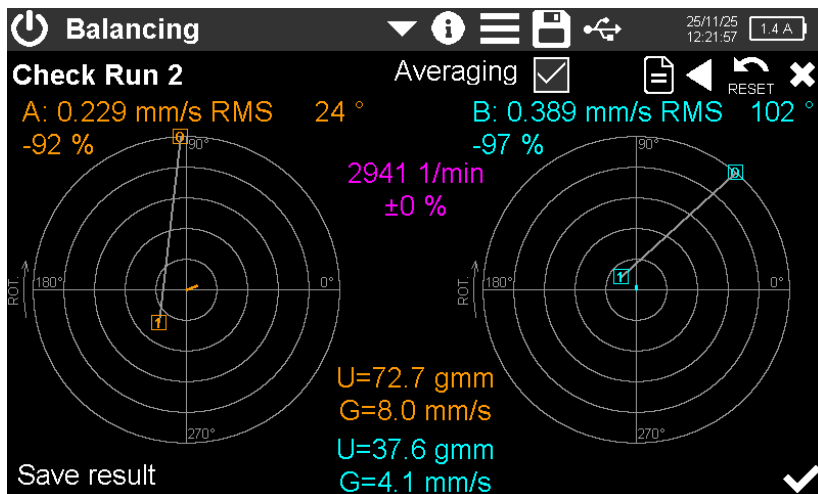 Balancing
25/11/25
12:21:57
1.4 A
Check Run 2
Averaging
RESET
A: 0.229 mm/s RMS 24 °
-92 %
B: 0.389 mm/s RMS 102 °
-97 %
2941 1/min
±0 %
0
90°
180°
0°
270°
ROT.
1
90°
180°
0°
270°
ROT.
1
U=72.7 gmm
G=8.0 mm/s
U=37.6 gmm
G=4.1 mm/s
Save result